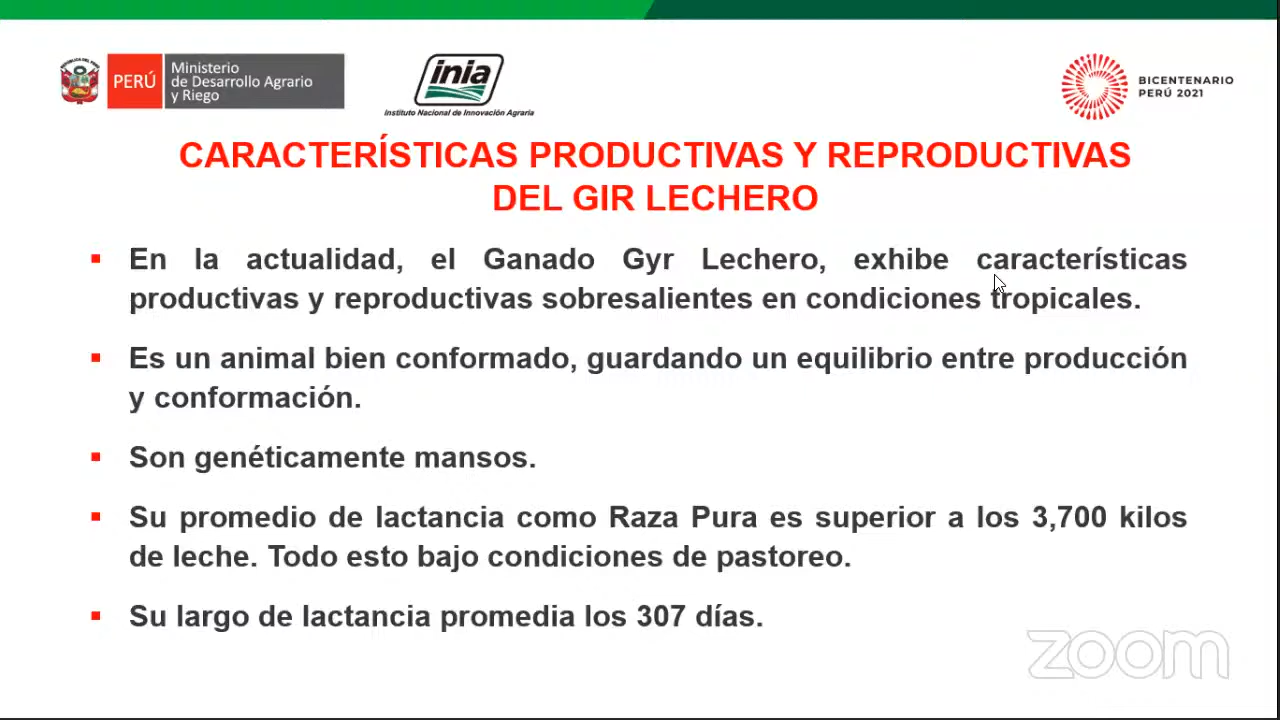 PERÚ
Ministerio
de Desarrollo Agrario
y Riego
inia
Instituto Nacional de Innovación Agraria
BICENTENARIO
PERÚ 2021
CARACTERÍSTICAS PRODUCTIVAS Y REPRODUCTIVAS
DEL GIR LECHERO
▪ En la actualidad, el Ganado Gyr Lechero, exhibe características
productivas y reproductivas sobresalientes en condiciones tropicales.
▪ Es un animal bien conformado, guardando un equilibrio entre producción
y conformación.
▪ Son genéticamente mansos.
▪ Su promedio de lactancia como Raza Pura es superior a los 3,700 kilos
de leche. Todo esto bajo condiciones de pastoreo.
▪ Su largo de lactancia promedia los 307 días.
zoom